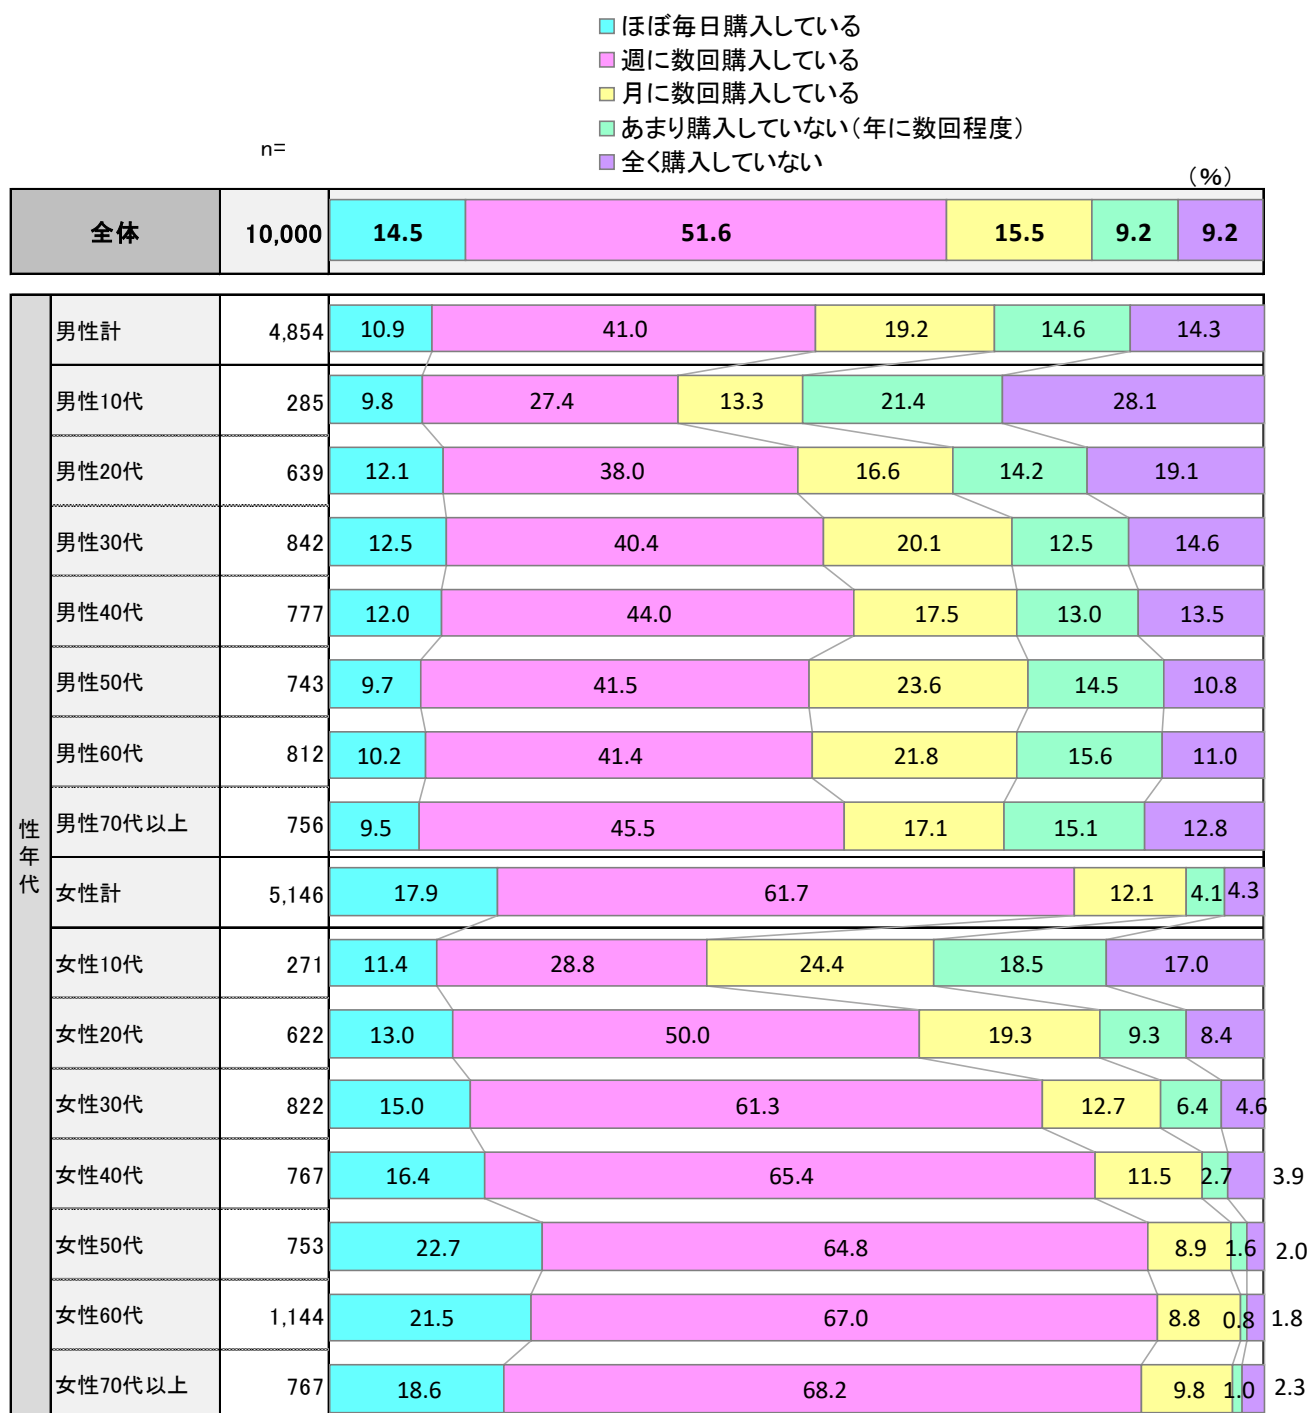 ほぼ毎日購入している
週に数回購入している
月に数回購入している
あまり購入していない(年に数回程度)
全く購入していない
n=
(%)
全体 10,000 14.5 51.6 15.5 9.2 9.2
性年代
男性計 4,854 10.9 41.0 19.2 14.6 14.3
男性10代 285 9.8 27.4 13.3 21.4 28.1
男性20代 639 12.1 38.0 16.6 14.2 19.1
男性30代 842 12.5 40.4 20.1 12.5 14.6
男性40代 777 12.0 44.0 17.5 13.0 13.5
男性50代 743 9.7 41.5 23.6 14.5 10.8
男性60代 812 10.2 41.4 21.8 15.6 11.0
男性70代以上 756 9.5 45.5 17.1 15.1 12.8
女性計 5,146 17.9 61.7 12.1 4.1 4.3
女性10代 271 11.4 28.8 24.4 18.5 17.0
女性20代 622 13.0 50.0 19.3 9.3 8.4
女性30代 822 15.0 61.3 12.7 6.4 4.6
女性40代 767 16.4 65.4 11.5 2.7 3.9
女性50代 753 22.7 64.8 8.9 1.6 2.0
女性60代 1,144 21.5 67.0 8.8 0.8 1.8
女性70代以上 767 18.6 68.2 9.8 1.0 2.3